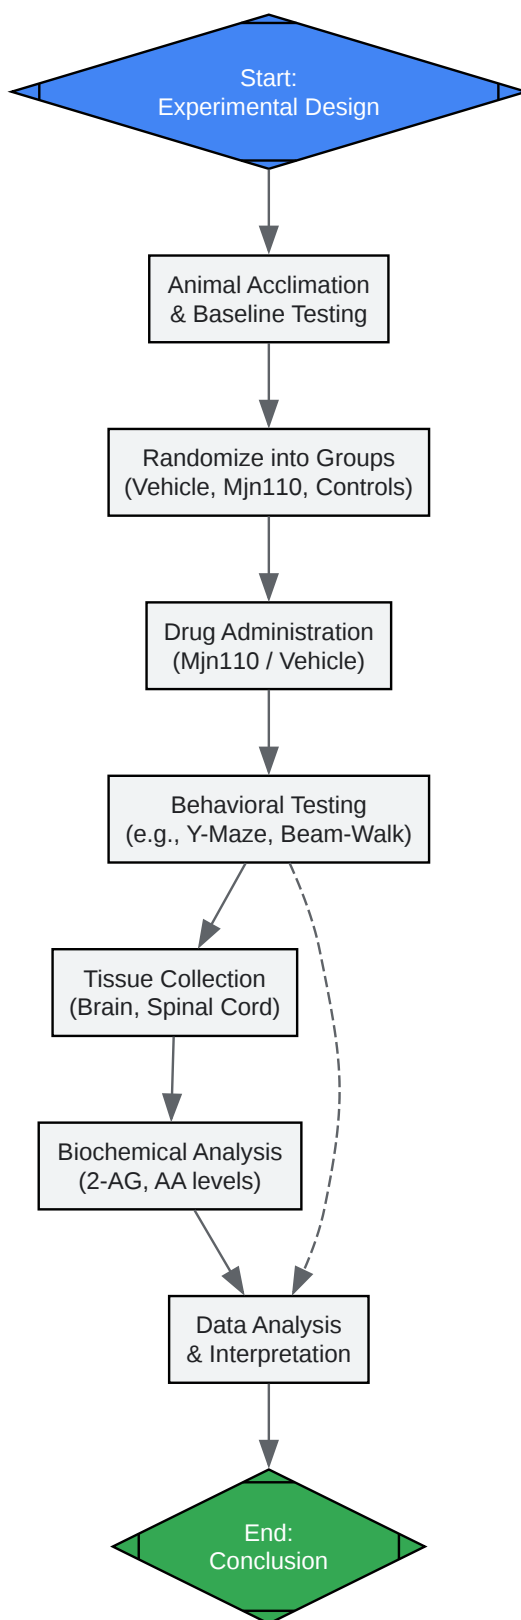 Start:
Experimental Design
Animal Acclimation
& Baseline Testing
Randomize into Groups
(Vehicle, Mjn110, Controls)
Drug Administration
(Mjn110 / Vehicle)
Behavioral Testing
(e.g., Y-Maze, Beam-Walk)
Tissue Collection
(Brain, Spinal Cord)
Biochemical Analysis
(2-AG, AA levels)
Data Analysis
& Interpretation
End:
Conclusion